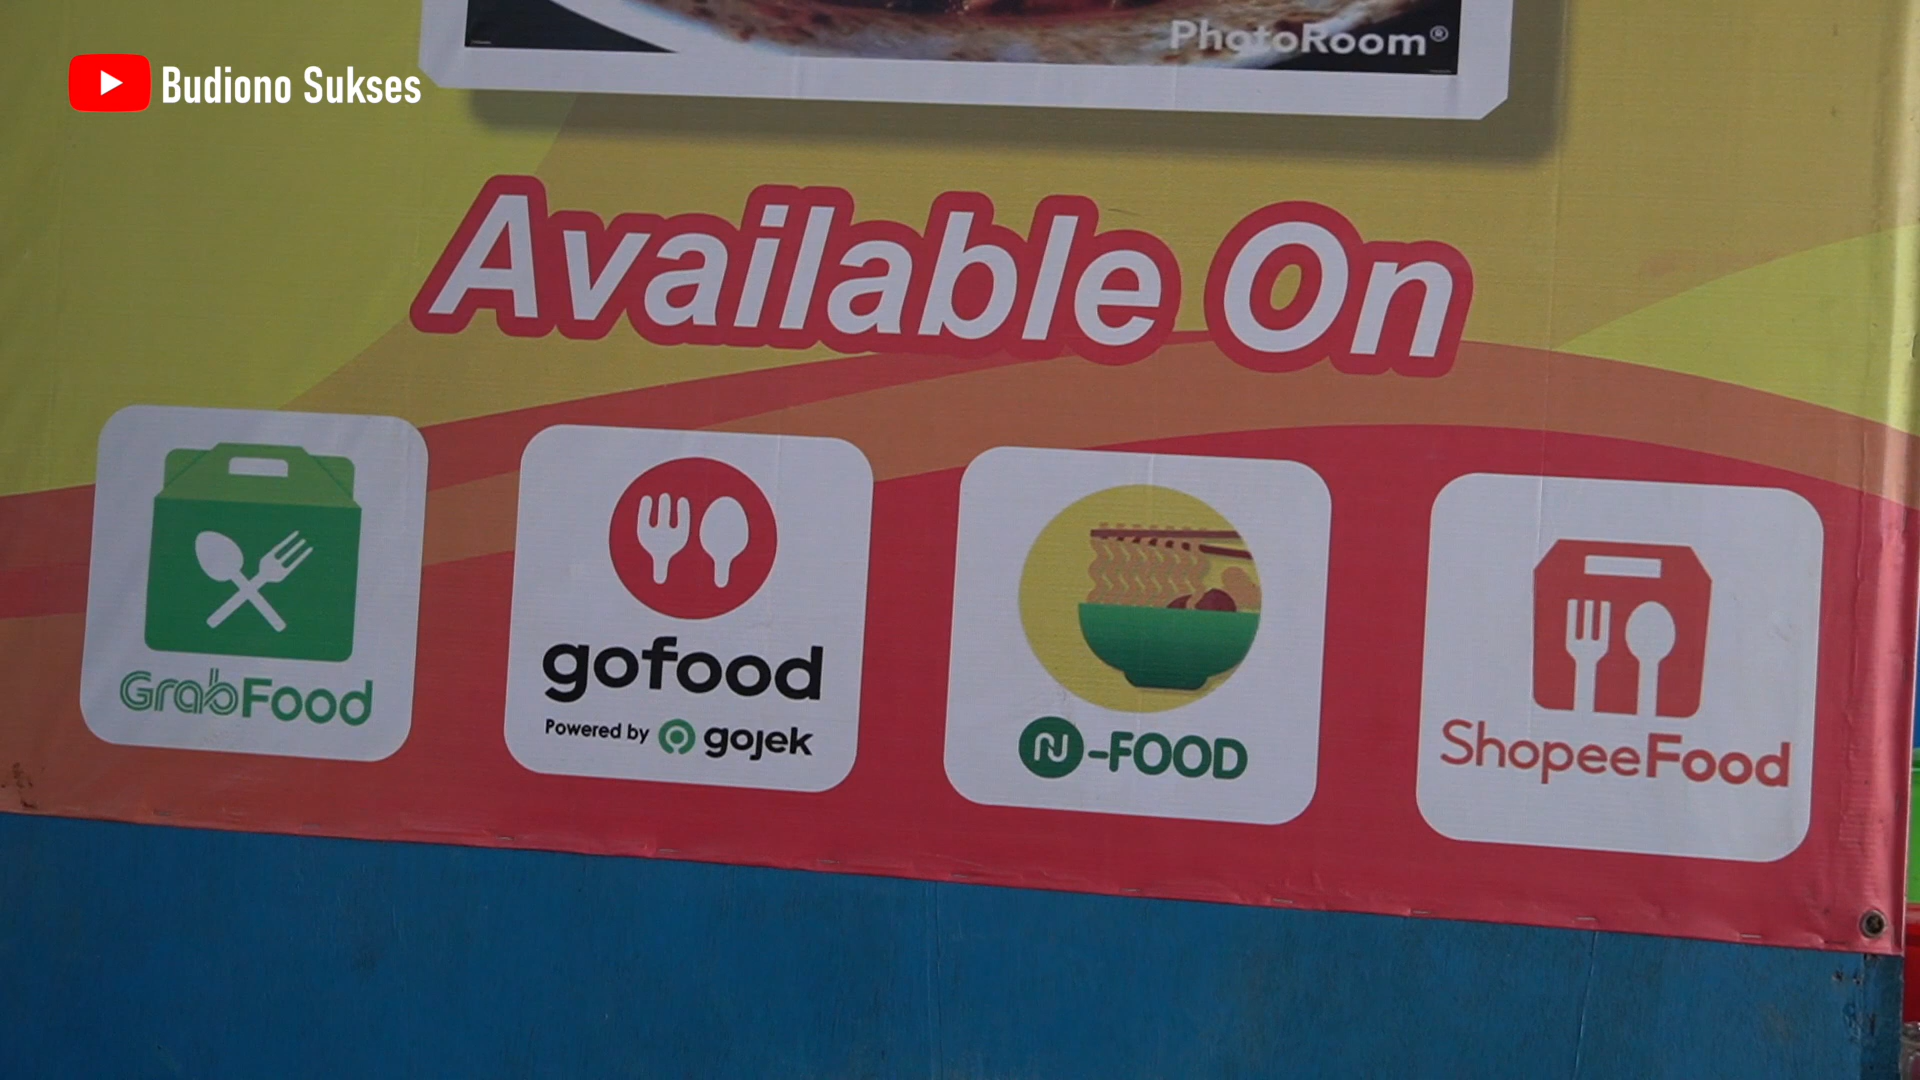 PhotoRoom®
Budiono Sukses
Available On
GrabFood
gofood
Powered by gojek
N-FOOD
ShopeeFood